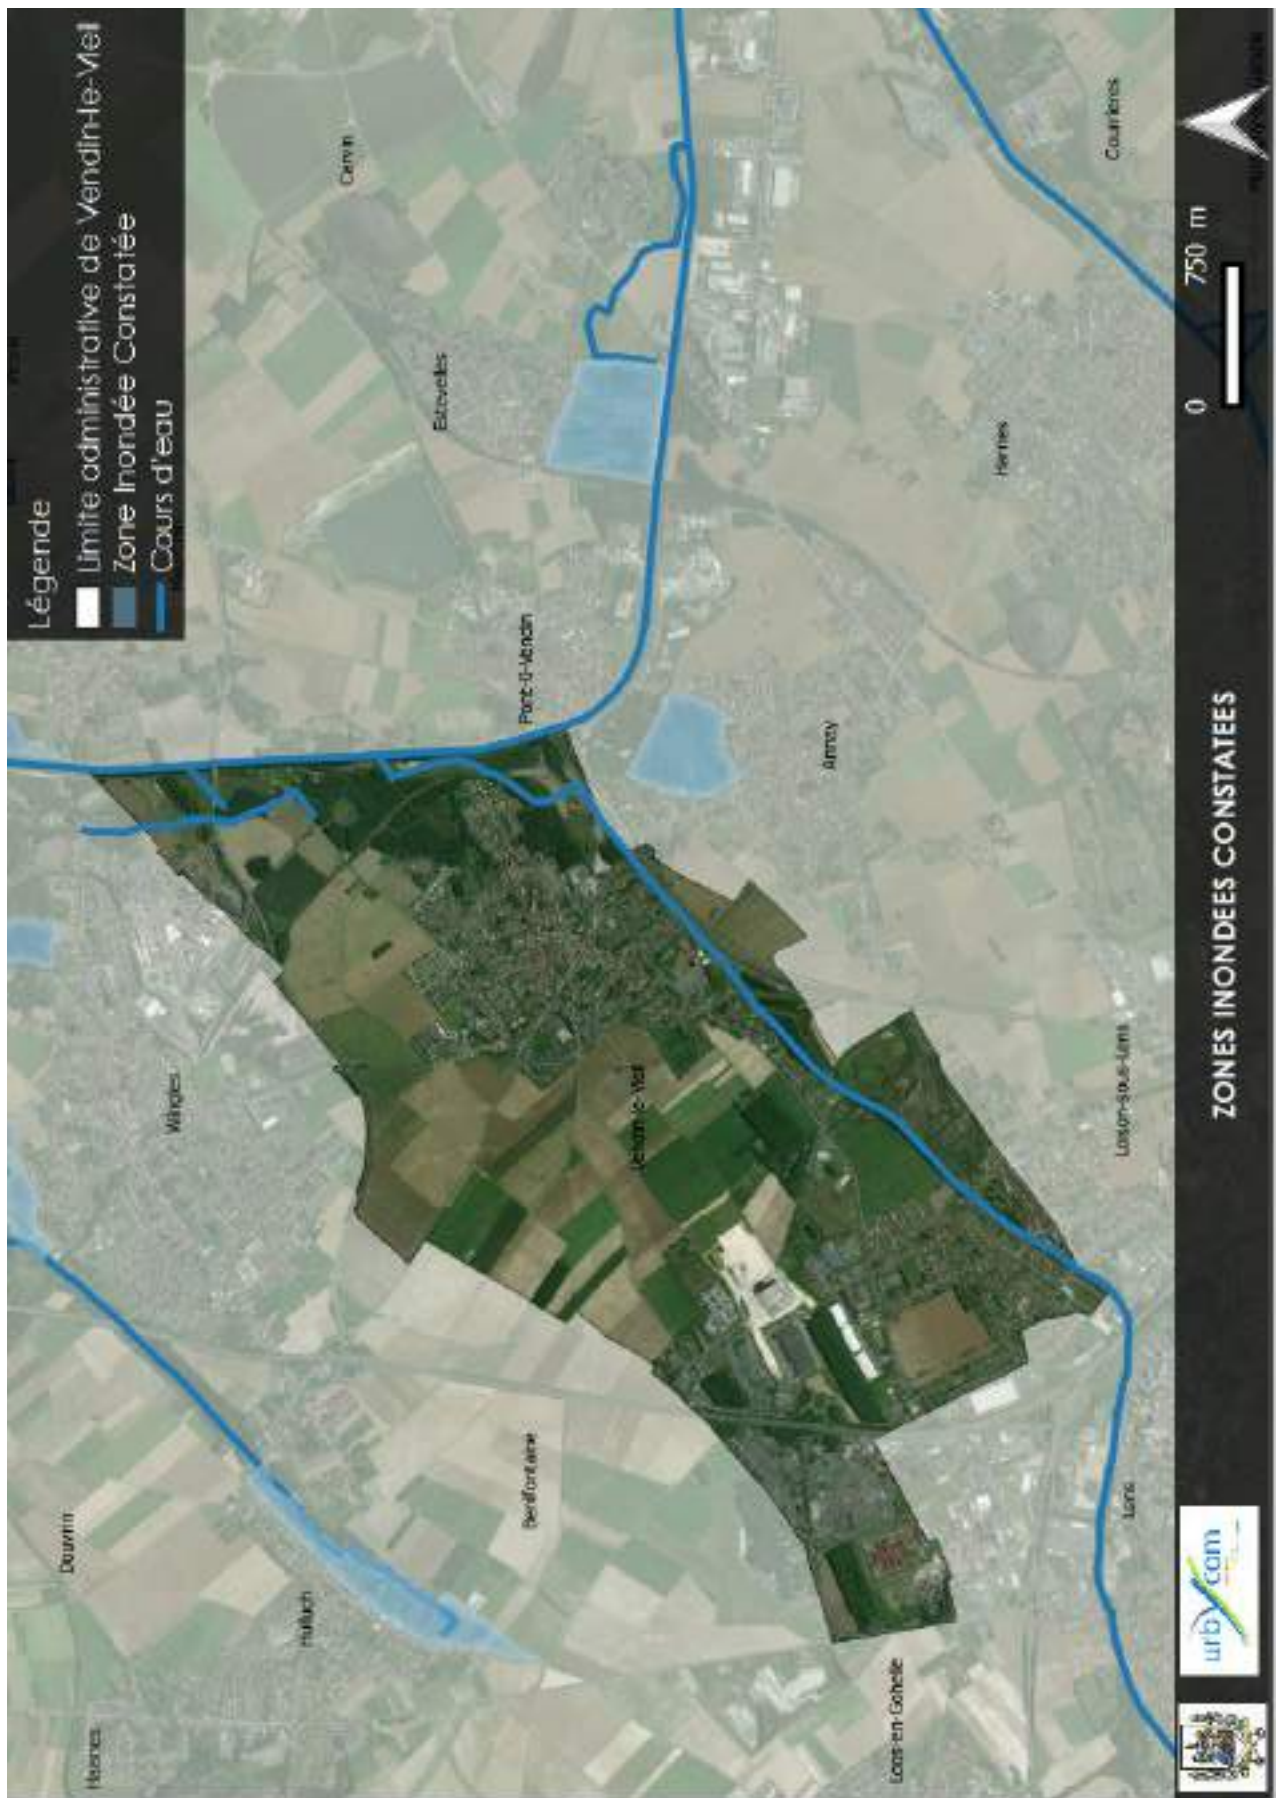 Légende
Limite administrative de Vendin-le-Vieil
Zone Inondée Constatée
Cours d'eau
Carvin
Courrières
Estevelles
Harnes
Pont-à-Vendin
Annay
Wingles
Vendin-le-Vieil
Loison-sous-Lens
Douvrin
Hulluch
Bénifontaine
Lens
Haisnes
Loos-en-Gohelle
0 750 m
ZONES INONDEES CONSTATEES
urbycom